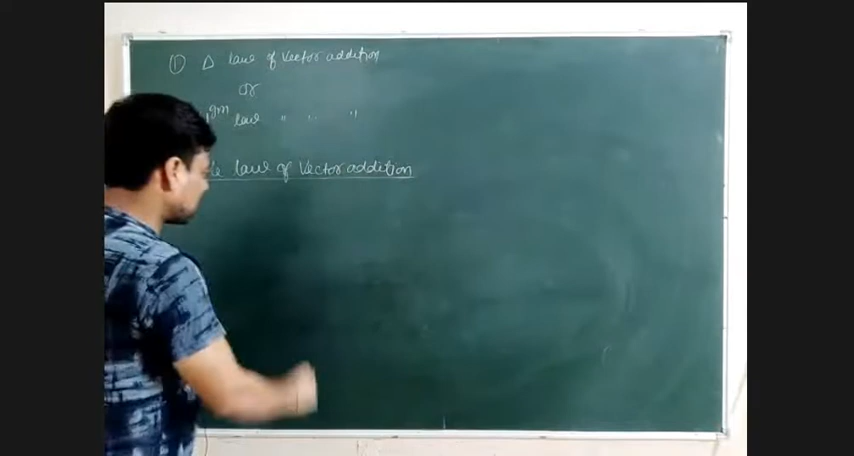 ① Δ law of Vector addition
or
gm law " " "
le law of Vector addition